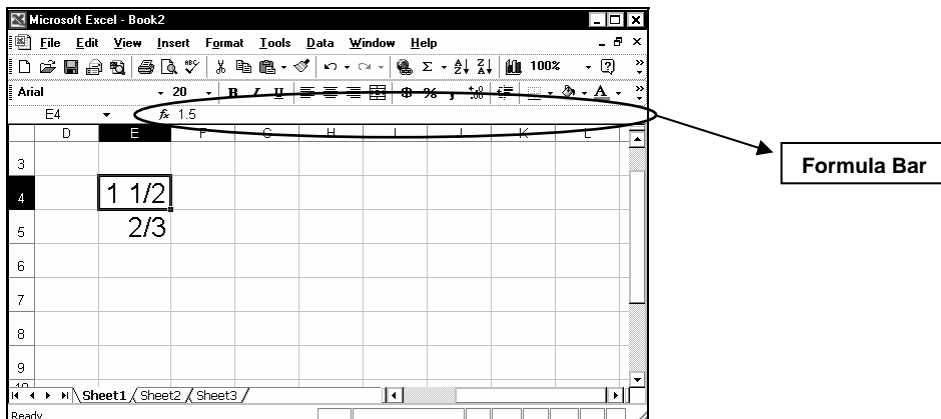 Microsoft Excel - Book2
File Edit View Insert Format Tools Data Window Help
100%
Arial 20 B I U % ,
E4 fx 1.5
D E F G H I J K L
3
4 1 1/2
5 2/3
6
7
8
9
10
Sheet1 Sheet2 Sheet3
Ready
Formula Bar